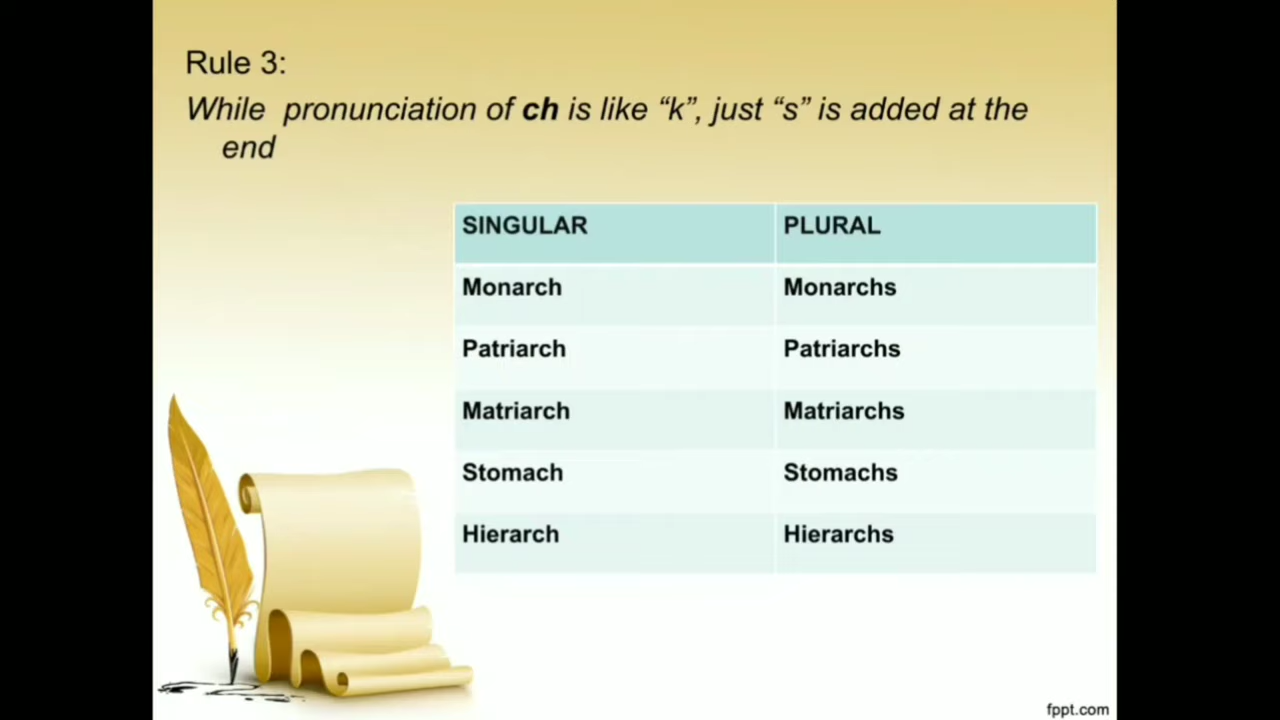 Rule 3:
While pronunciation of ch is like “k”, just “s” is added at the
end
SINGULAR PLURAL
Monarch Monarchs
Patriarch Patriarchs
Matriarch Matriarchs
Stomach Stomachs
Hierarch Hierarchs
fppt.com